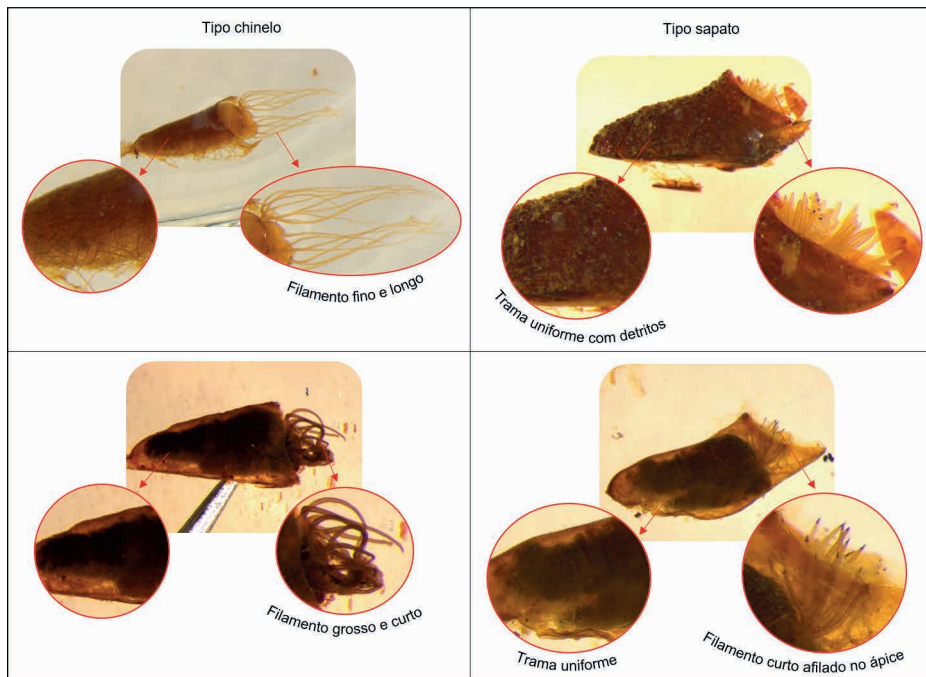 Tipo chinelo
Tipo sapato
Filamento fino e longo
Trama uniforme com detritos
Filamento grosso e curto
Trama uniforme
Filamento curto afilado no ápice